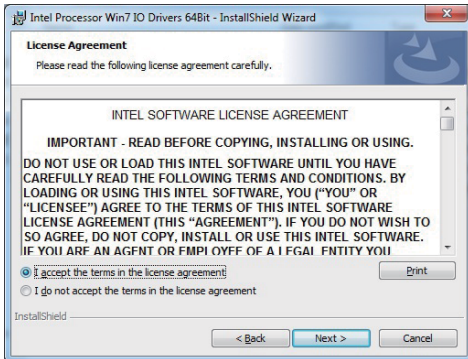 Intel Processor Win7 IO Drivers 64Bit - InstallShield Wizard
License Agreement
Please read the following license agreement carefully.
INTEL SOFTWARE LICENSE AGREEMENT
IMPORTANT - READ BEFORE COPYING, INSTALLING OR USING.
DO NOT USE OR LOAD THIS INTEL SOFTWARE UNTIL YOU HAVE
CAREFULLY READ THE FOLLOWING TERMS AND CONDITIONS. BY
LOADING OR USING THIS INTEL SOFTWARE, YOU (“YOU” OR
“LICENSEE”) AGREE TO THE TERMS OF THIS INTEL SOFTWARE
LICENSE AGREEMENT (THIS “AGREEMENT”). IF YOU DO NOT WISH TO
SO AGREE, DO NOT COPY, INSTALL OR USE THIS INTEL SOFTWARE.
IF YOU ARE AN AGENT OR EMPLOYEE OF A LEGAL ENTITY YOU
I accept the terms in the license agreement
Print
I do not accept the terms in the license agreement
InstallShield
< Back
Next >
Cancel